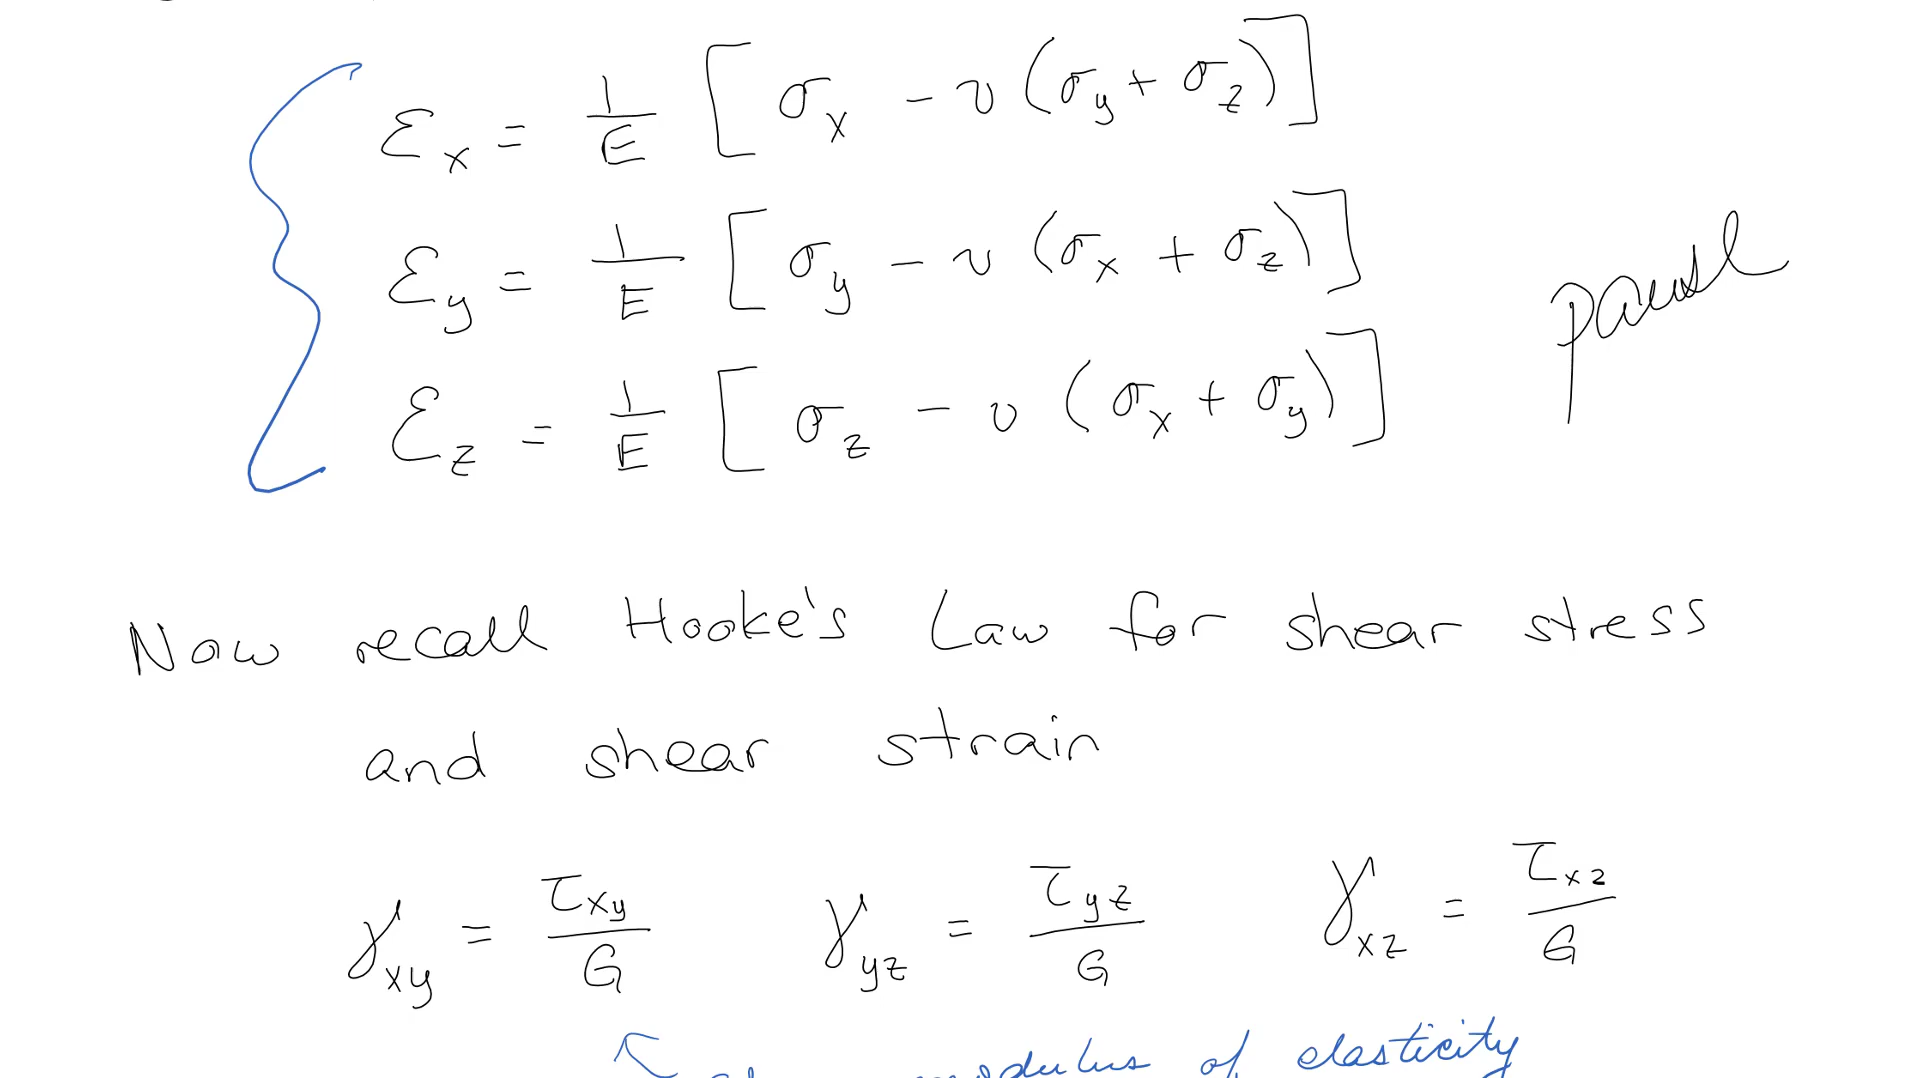 εx = 1/E [σx - ν(σy + σz)]
εy = 1/E [σy - ν(σx + σz)]
εz = 1/E [σz - ν(σx + σy)]
pause
Now recall Hooke's Law for shear stress
and shear strain
γxy = τxy/G γyz = τyz/G γxz = τxz/G
modulus of elasticity